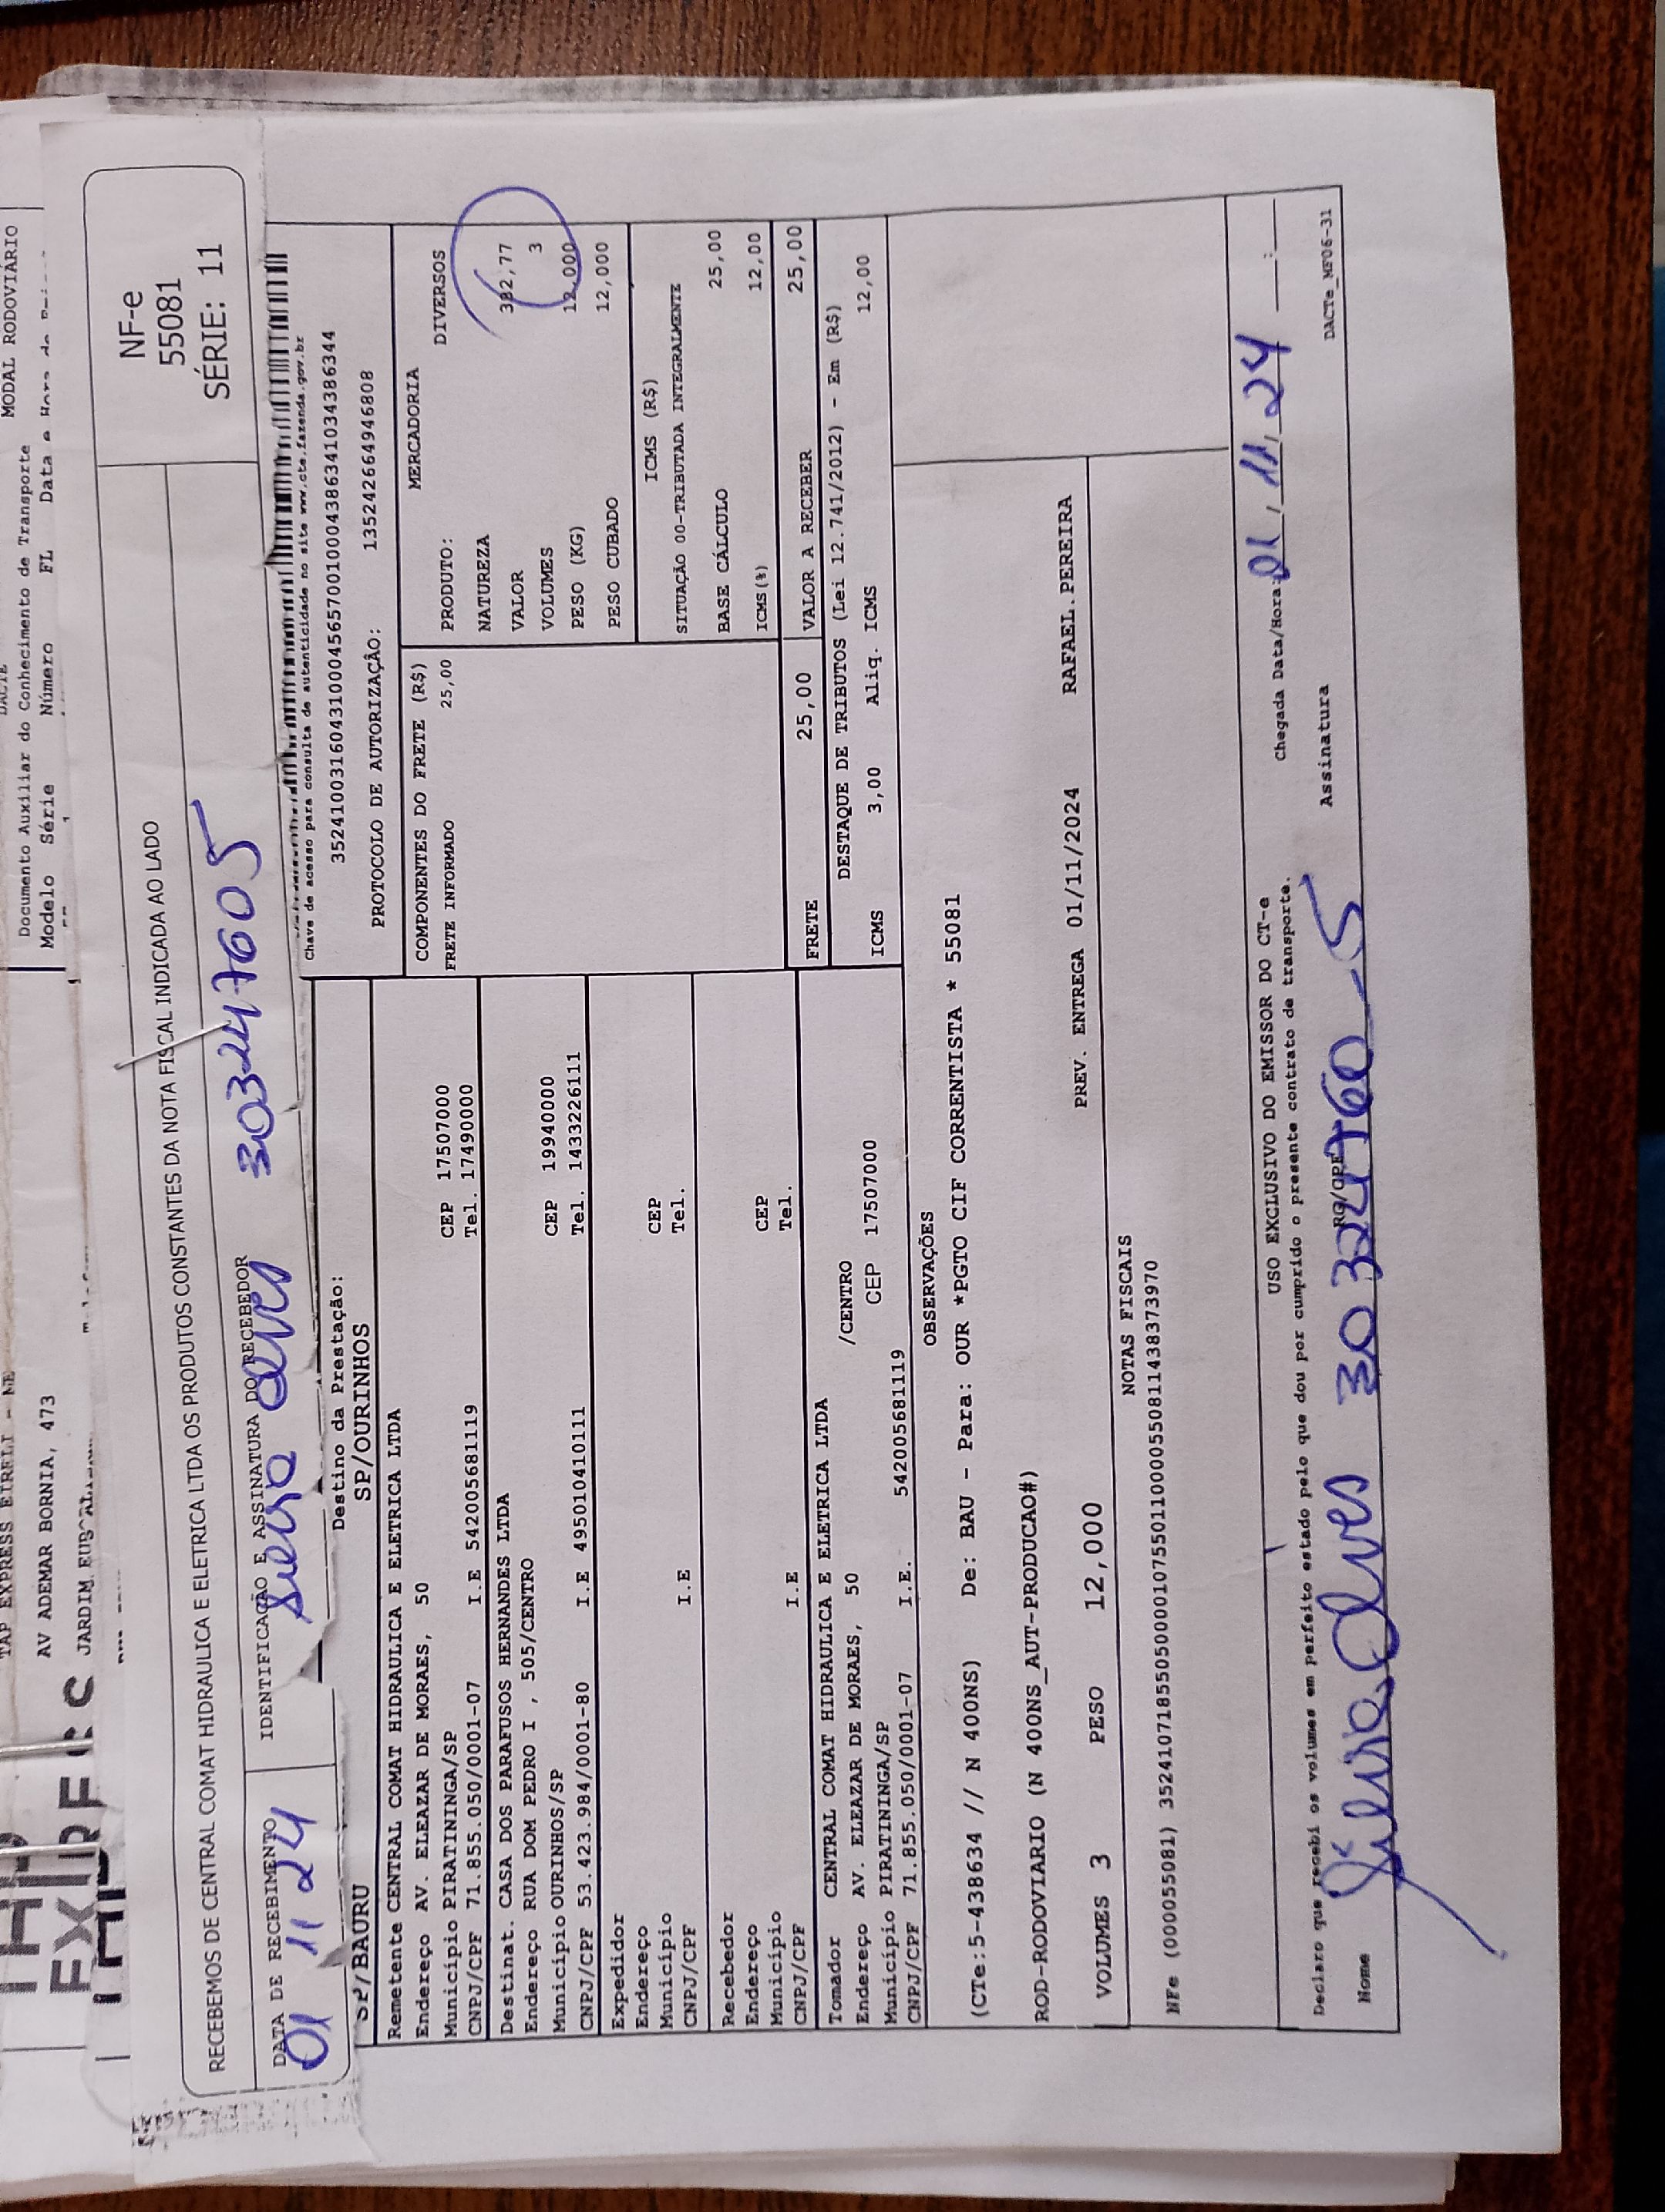 TAP EXPRESS EIRELI - ME
AV ADEMAR BORNIA, 473
Documento Auxiliar do Conhecimento de Transporte
MODAL RODOVIÁRIO
Modelo Série Número FL Data e Hora de
RECEBEMOS DE CENTRAL COMAT HIDRAULICA E ELETRICA LTDA OS PRODUTOS CONSTANTES DA NOTA FISCAL INDICADA AO LADO
NF-e
55081
SÉRIE: 11
DATA DE RECEBIMENTO
01 11 24
IDENTIFICAÇÃO E ASSINATURA DO RECEBEDOR
Alves 303247605
Chave de acesso para consulta de autenticidade no site www.cte.fazenda.gov.br
35241003160431000456570010004386341034386344
PROTOCOLO DE AUTORIZAÇÃO: 135242664946808
SP/BAURU
Destino da Prestação:
SP/OURINHOS
Remetente CENTRAL COMAT HIDRAULICA E ELETRICA LTDA
Endereço AV. ELEAZAR DE MORAES, 50
Município PIRATININGA/SP CEP 17507000
CNPJ/CPF 71.855.050/0001-07 I.E 542005681119 Tel. 17490000
Destinat. CASA DOS PARAFUSOS HERNANDES LTDA
Endereço RUA DOM PEDRO I , 505/CENTRO
Município OURINHOS/SP CEP 19940000
CNPJ/CPF 53.423.984/0001-80 I.E 495010410111 Tel. 1433226111
Expedidor
Endereço
Município CEP
CNPJ/CPF I.E Tel.
Recebedor
Endereço
Município CEP
CNPJ/CPF I.E Tel.
Tomador CENTRAL COMAT HIDRAULICA E ELETRICA LTDA
Endereço AV. ELEAZAR DE MORAES, 50 /CENTRO
Município PIRATININGA/SP CEP 17507000
CNPJ/CPF 71.855.050/0001-07 I.E. 542005681119
COMPONENTES DO FRETE (R$)
FRETE INFORMADO 25,00
MERCADORIA
PRODUTO: DIVERSOS
NATUREZA
VALOR 382,77
VOLUMES 3
PESO (KG) 12,000
PESO CUBADO 12,000
ICMS (R$)
SITUAÇÃO 00-TRIBUTADA INTEGRALMENTE
BASE CÁLCULO 25,00
ICMS(%) 12,00
FRETE 25,00 VALOR A RECEBER 25,00
DESTAQUE DE TRIBUTOS (Lei 12.741/2012) - Em (R$)
ICMS 3,00 Aliq. ICMS 12,00
OBSERVAÇÕES
(CTe:5-438634 // N 400NS) De: BAU - Para: OUR *PGTO CIF CORRENTISTA * 55081
ROD-RODOVIARIO (N 400NS_AUT-PRODUCAO#)
PREV. ENTREGA 01/11/2024 RAFAEL.PEREIRA
VOLUMES 3 PESO 12,000
NOTAS FISCAIS
NFe (000055081) 35241071855050000107550110000550811438373970
USO EXCLUSIVO DO EMISSOR DO CT-e
Declaro que recebi os volumes em perfeito estado pelo que dou por cumprido o presente contrato de transporte.
Chegada Data/Hora: 01/11/24 __:__
Nome Alves RG/CPF 30324760-5 Assinatura
DACTe_MF06-31